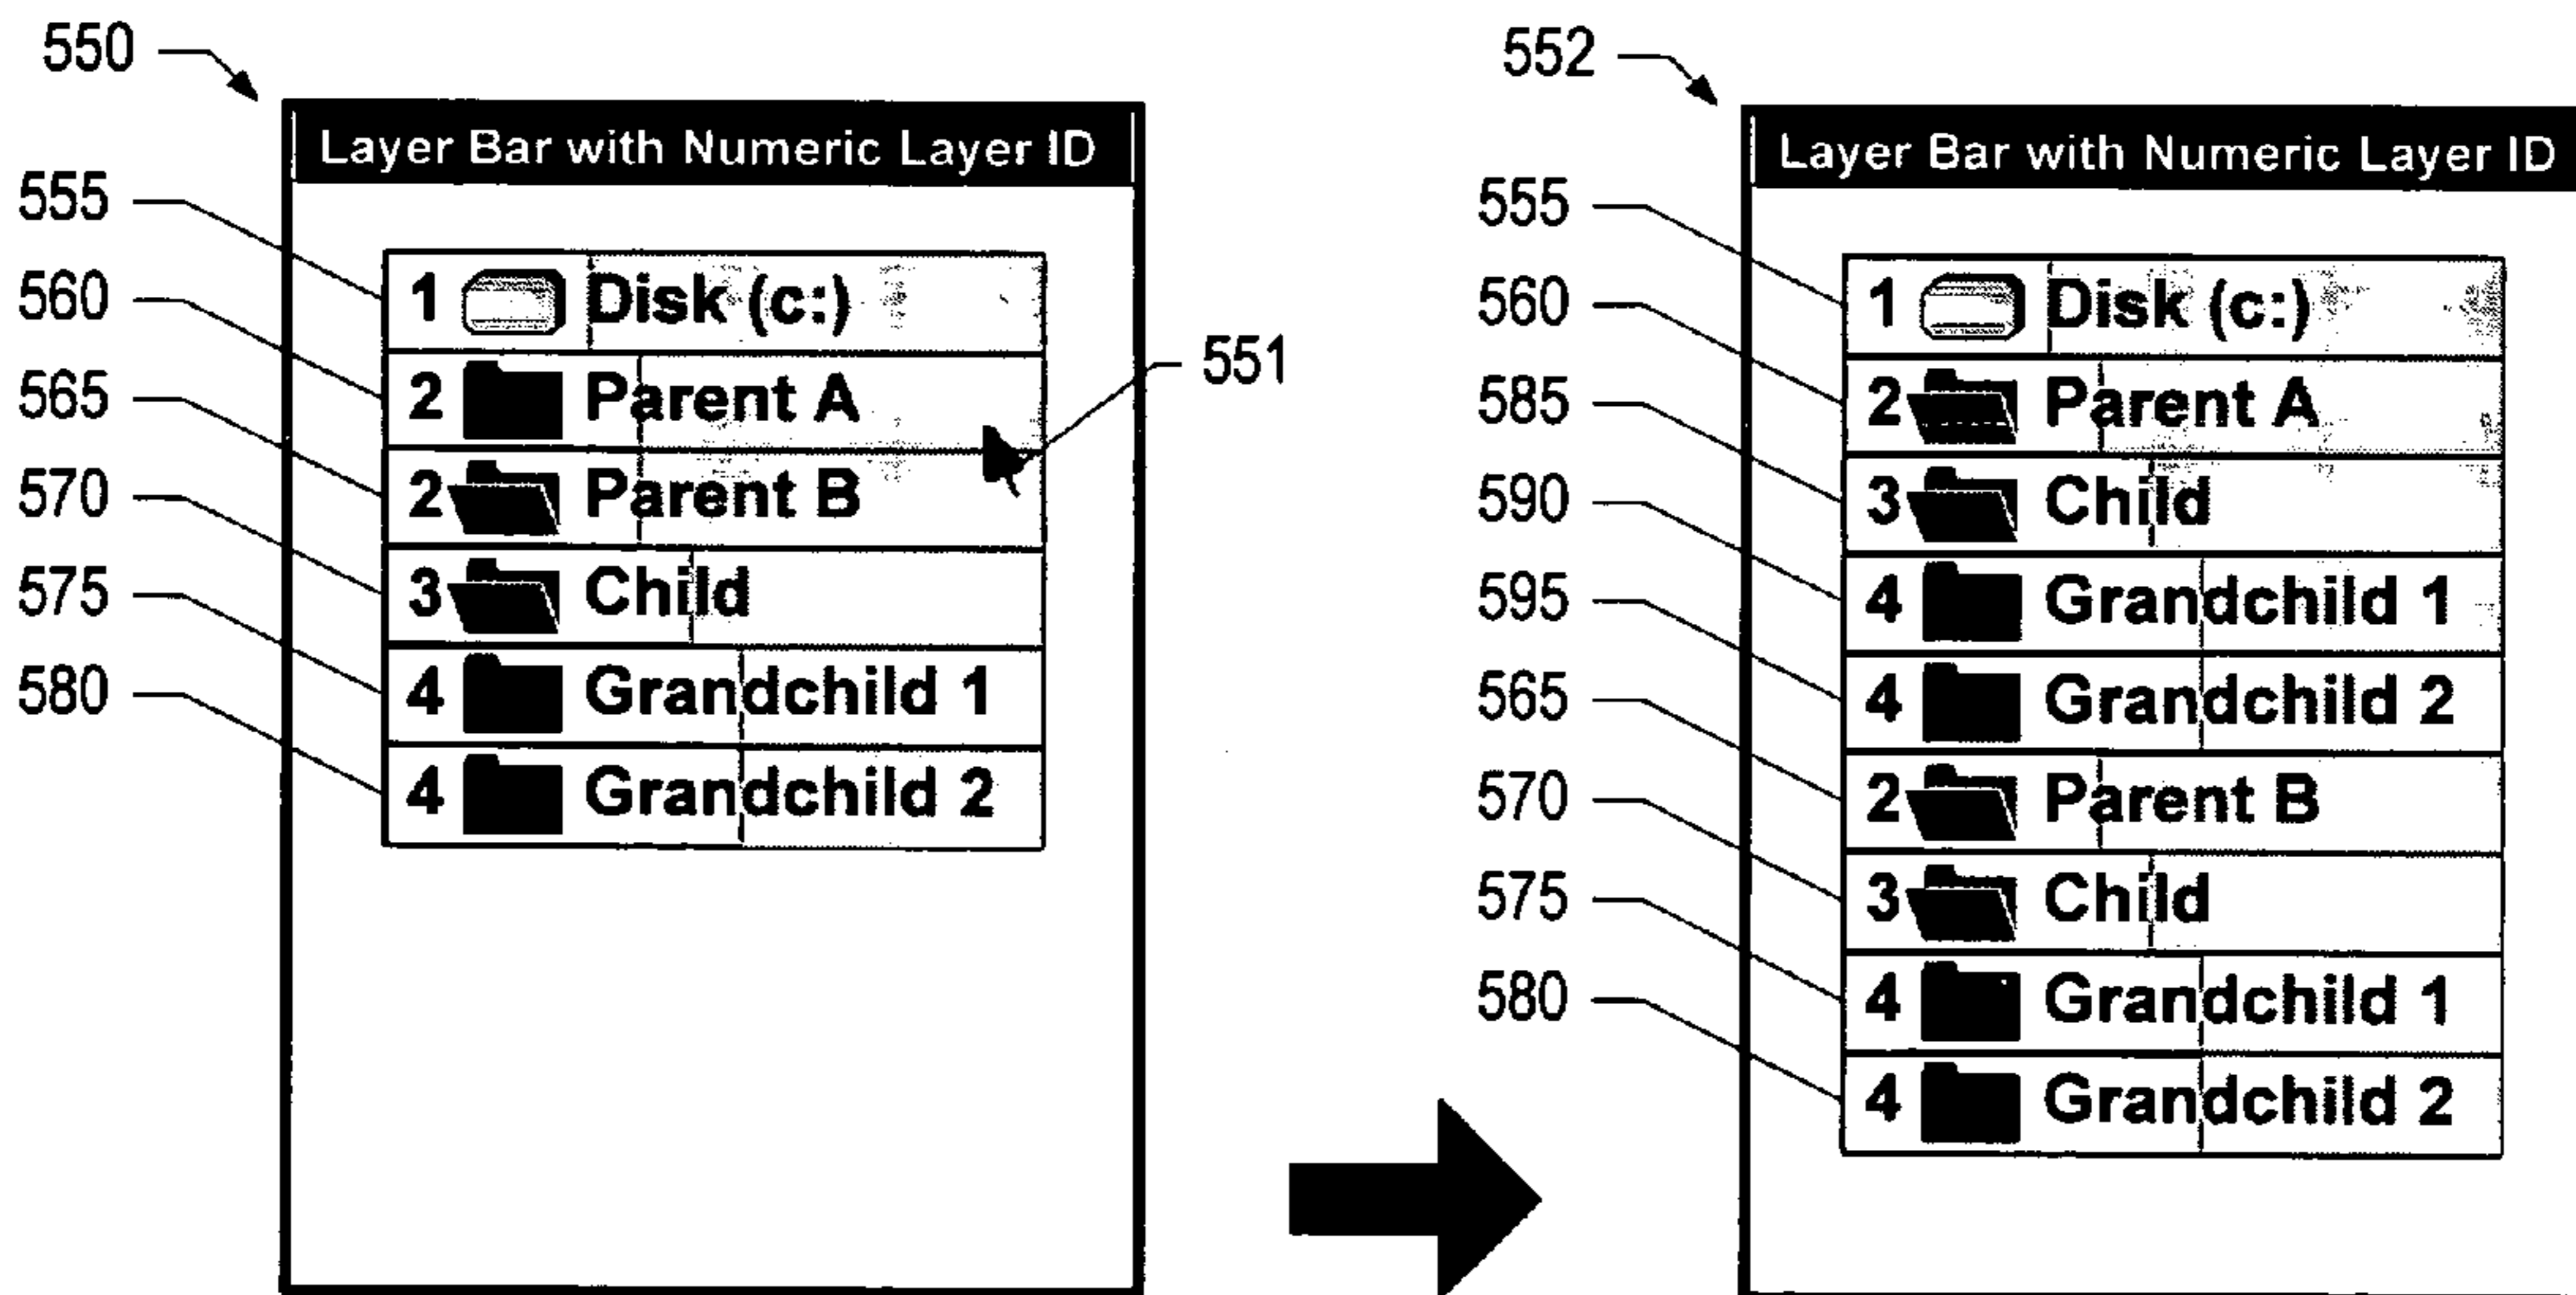 550
Layer Bar with Numeric Layer ID
555
560
565
570
575
580
1 Disk (c:)
2 Parent A
2 Parent B
3 Child
4 Grandchild 1
4 Grandchild 2
551
552
Layer Bar with Numeric Layer ID
555
560
585
590
595
565
570
575
580
1 Disk (c:)
2 Parent A
3 Child
4 Grandchild 1
4 Grandchild 2
2 Parent B
3 Child
4 Grandchild 1
4 Grandchild 2